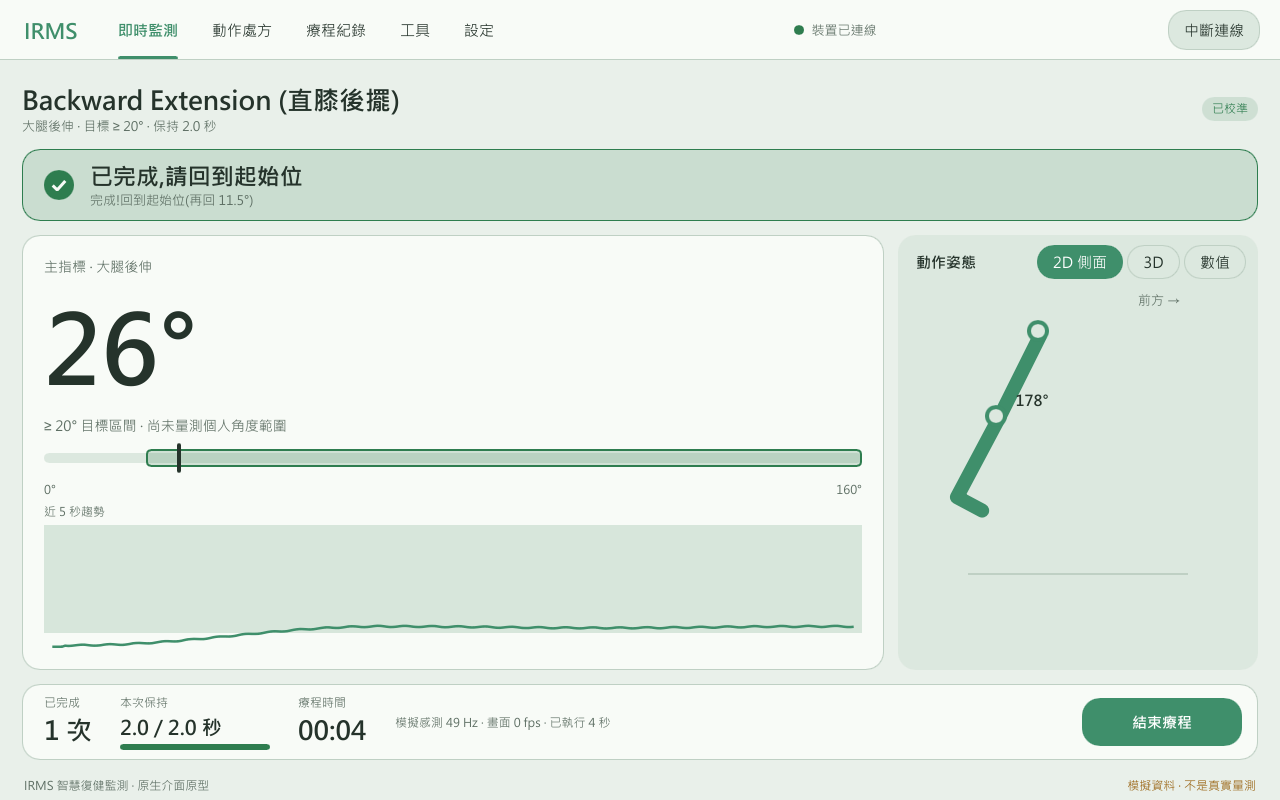 IRMS 即時監測 動作處方 療程紀錄 工具 設定 裝置已連線 中斷連線
Backward Extension (直膝後擺)
大腿後伸 · 目標 ≥ 20° · 保持 2.0 秒
已校準
已完成,請回到起始位
完成!回到起始位(再回 11.5°)
主指標 · 大腿後伸
26°
≥ 20° 目標區間 · 尚未量測個人角度範圍
0° 160°
近 5 秒趨勢
動作姿態 2D 側面 3D 數值
前方 →
178°
已完成
1 次
本次保持
2.0 / 2.0 秒
療程時間
00:04
模擬感測 49 Hz · 畫面 0 fps · 已執行 4 秒
結束療程
IRMS 智慧復健監測 · 原生介面原型
模擬資料 · 不是真實量測